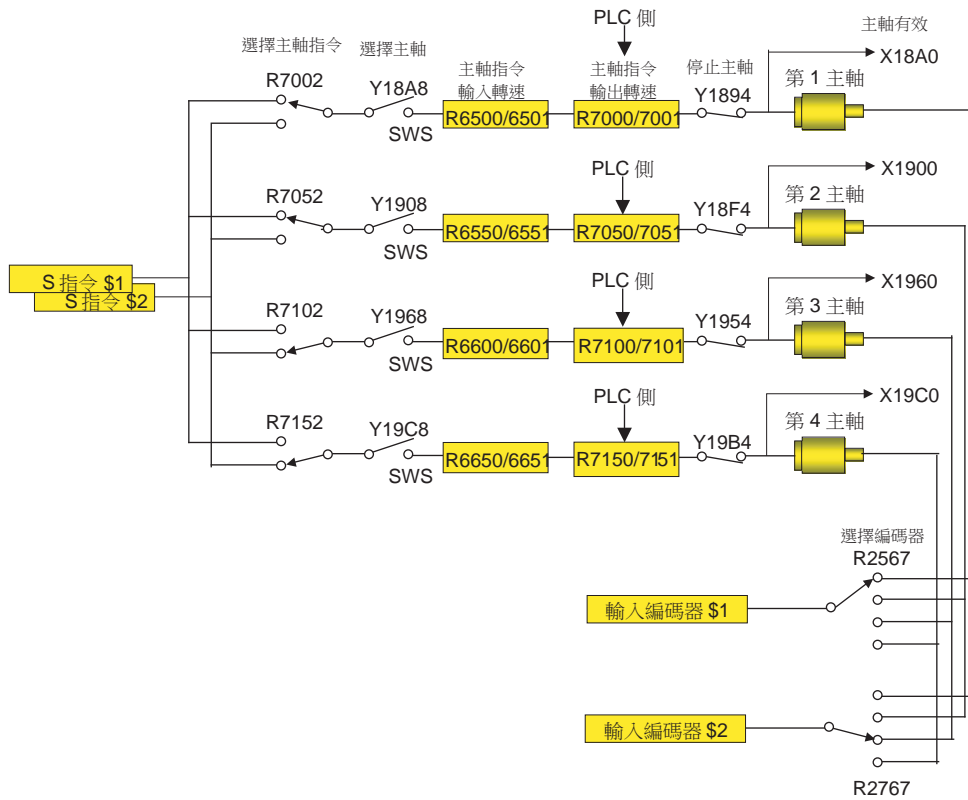 PLC 側
主軸有效
選擇主軸指令
選擇主軸
主軸指令
輸入轉速
主軸指令
輸出轉速
停止主軸
X18A0
第 1 主軸
R7002
Y18A8
SWS
R6500/6501
R7000/7001
Y1894
PLC 側
X1900
第 2 主軸
R7052
Y1908
SWS
R6550/6551
R7050/7051
Y18F4
S 指令 $1
S 指令 $2
PLC 側
X1960
第 3 主軸
R7102
Y1968
SWS
R6600/6601
R7100/7101
Y1954
PLC 側
X19C0
第 4 主軸
R7152
Y19C8
SWS
R6650/6651
R7150/7151
Y19B4
選擇編碼器
R2567
輸入編碼器 $1
輸入編碼器 $2
R2767